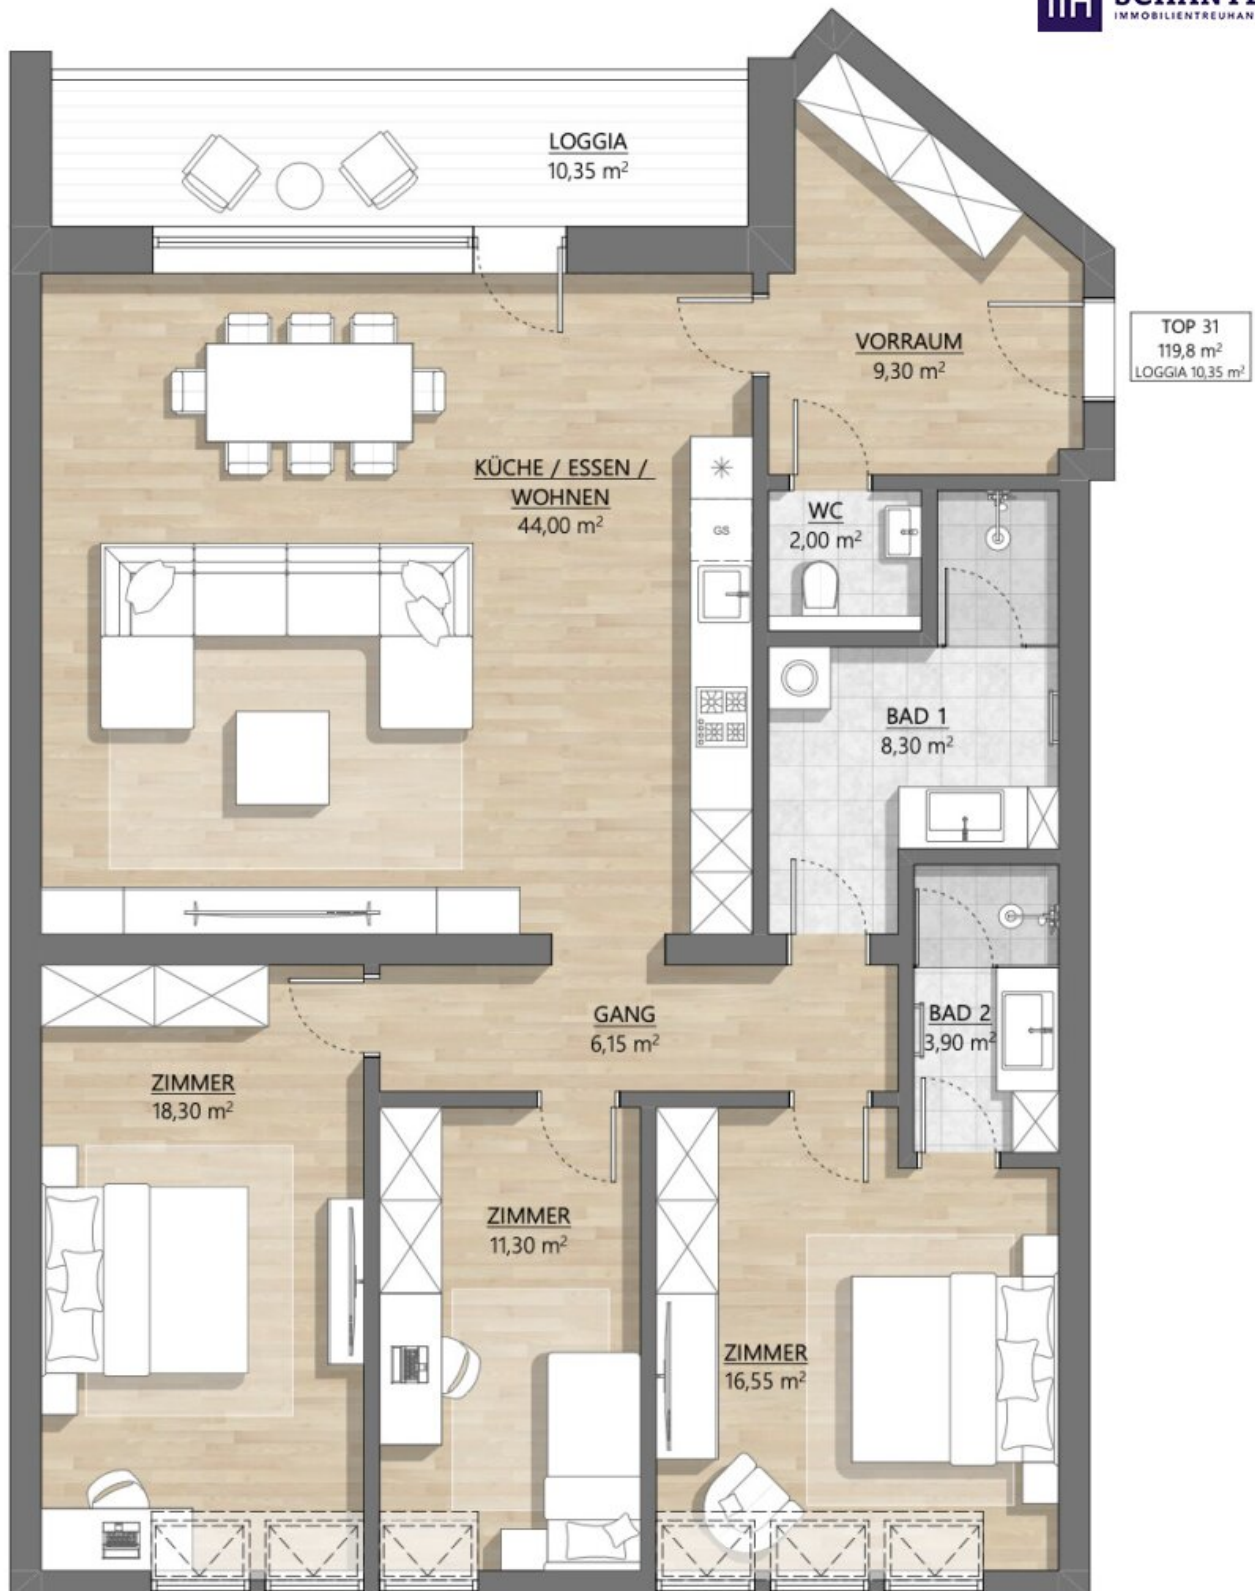 IMMOBILIENTREUHAN
LOGGIA
10,35 m²
TOP 31
119,8 m²
LOGGIA 10,35 m²
VORRAUM
9,30 m²
KÜCHE / ESSEN /
WOHNEN
44,00 m²
GS
WC
2,00 m²
BAD 1
8,30 m²
GANG
6,15 m²
BAD 2
3,90 m²
ZIMMER
18,30 m²
ZIMMER
11,30 m²
ZIMMER
16,55 m²